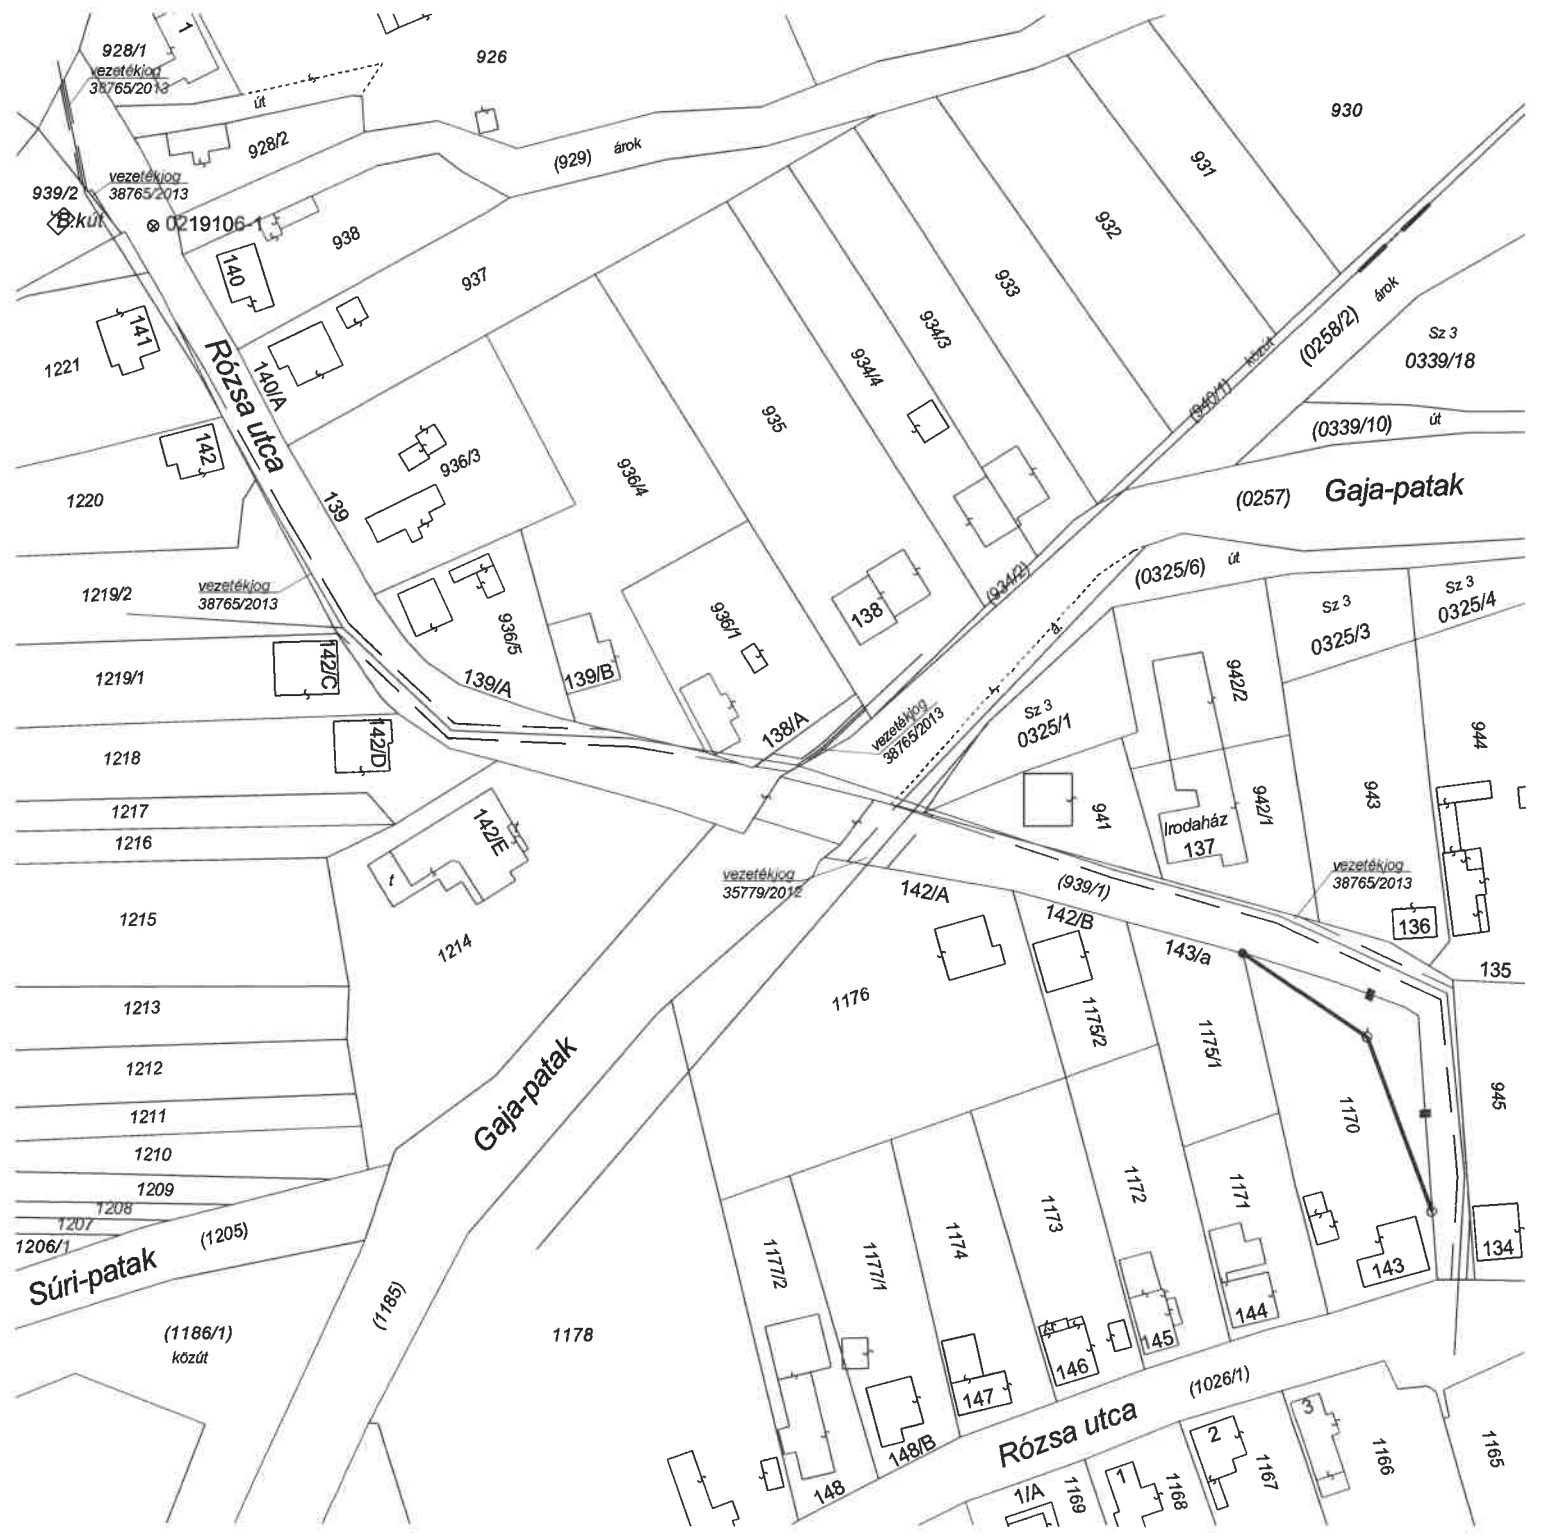 1
928/1
926
vezetékjog
38765/2013
út
930
928/2
(929) árok
931
vezetékjog
38765/2013
939/2
B.kút
0219106-1
932
938
140
937
933
árok
(0258/2)
141
934/3
Sz 3
0339/18
1221
Rózsa utca
140/A
934/4
közút
(940/1)
935
(0339/10) út
142
936/3
936/4
(0257) Gaja-patak
1220
139
(934/2)
(0325/6) út
vezetékjog
38765/2013
1219/2
Sz 3
0325/4
Sz 3
0325/3
138
936/1
936/5
á.
142/C
1219/1
139/A
139/B
942/2
Sz 3
0325/1
138/A
vezetékjog
38765/2013
944
142/D
1218
943
942/1
941
1217
1216
142/E
Irodaház
137
vezetékjog
35779/2012
vezetékjog
38765/2013
142/A
(939/1)
142/B
136
1215
1214
143/a
135
1176
1213
1175/2
1175/1
1212
Gaja-patak
945
1170
1211
1210
1172
1171
1209
1208
1207
1206/1
(1205)
1173
1174
Súri-patak
1177/2
1177/1
134
143
(1185)
144
(1186/1)
közút
1178
145
146
(1026/1)
147
Rózsa utca
148/B
3
2
148
1
1/A
1169
1168
1167
1166
1165